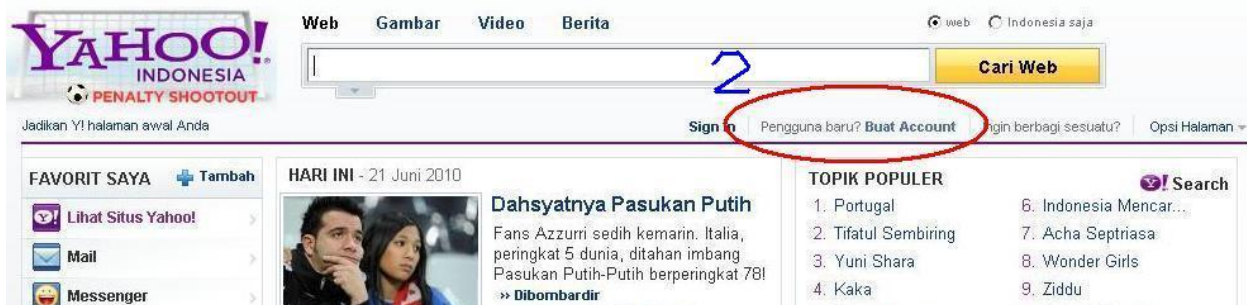 YAHOO!
INDONESIA
PENALTY SHOOTOUT
Web Gambar Video Berita
web Indonesia saja
2
Cari Web
Jadikan Y! halaman awal Anda
Sign In Pengguna baru? Buat Account Ingin berbagi sesuatu? Opsi Halaman
FAVORIT SAYA Tambah
Y! Lihat Situs Yahoo!
Mail
Messenger
HARI INI - 21 Juni 2010
Dahsyatnya Pasukan Putih
Fans Azzurri sedih kemarin. Italia,
peringkat 5 dunia, ditahan imbang
Pasukan Putih-Putih berperingkat 78!
» Dibombardir
TOPIK POPULER
Y! Search
1. Portugal
2. Tifatul Sembiring
3. Yuni Shara
4. Kaka
6. Indonesia Mencar...
7. Acha Septriasa
8. Wonder Girls
9. Ziddu